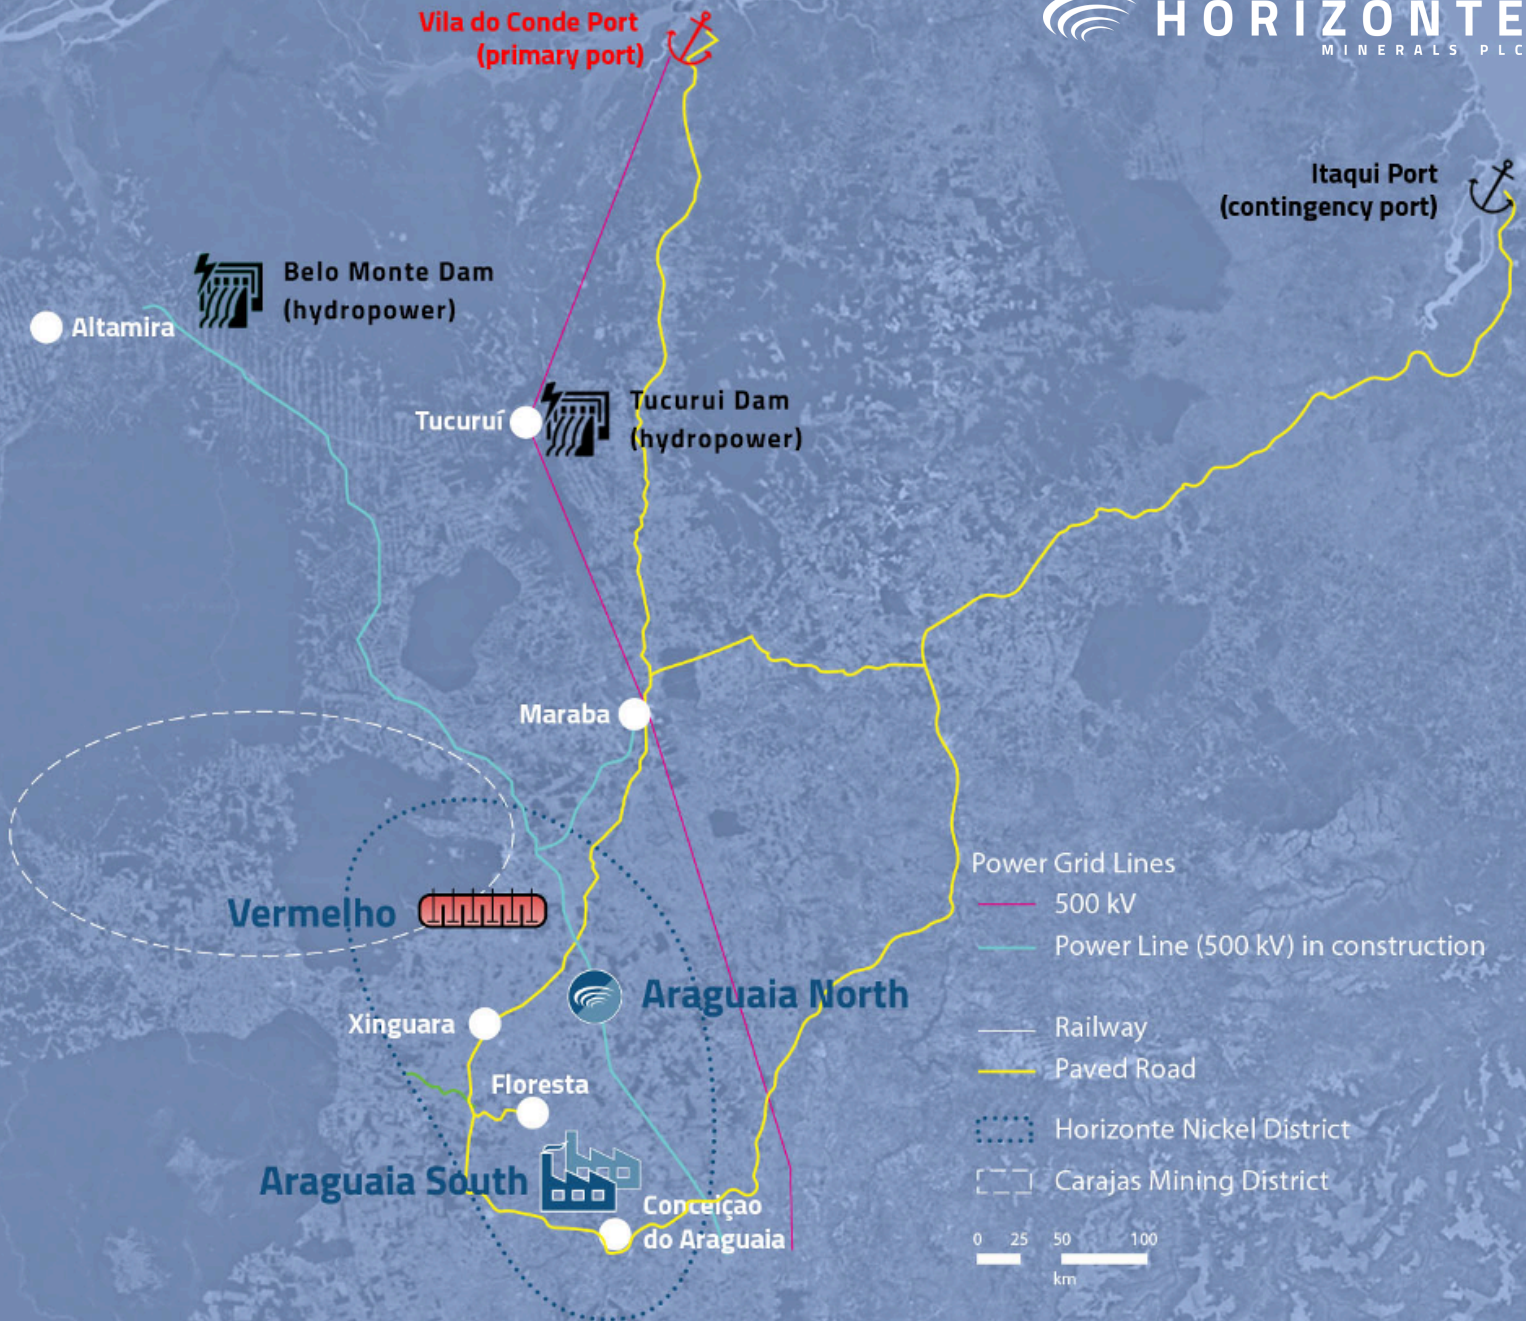 Vila do Conde Port
(primary port)
HORIZONTE
MINERALS PLC
Itaqui Port
(contingency port)
Belo Monte Dam
(hydropower)
Altamira
Tucuruí
Tucurui Dam
(hydropower)
Maraba
Vermelho
Araguaia North
Xinguara
Floresta
Araguaia South
Conceiçao
do Araguaia
Power Grid Lines
500 kV
Power Line (500 kV) in construction
Railway
Paved Road
Horizonte Nickel District
Carajas Mining District
0 25 50 100
km